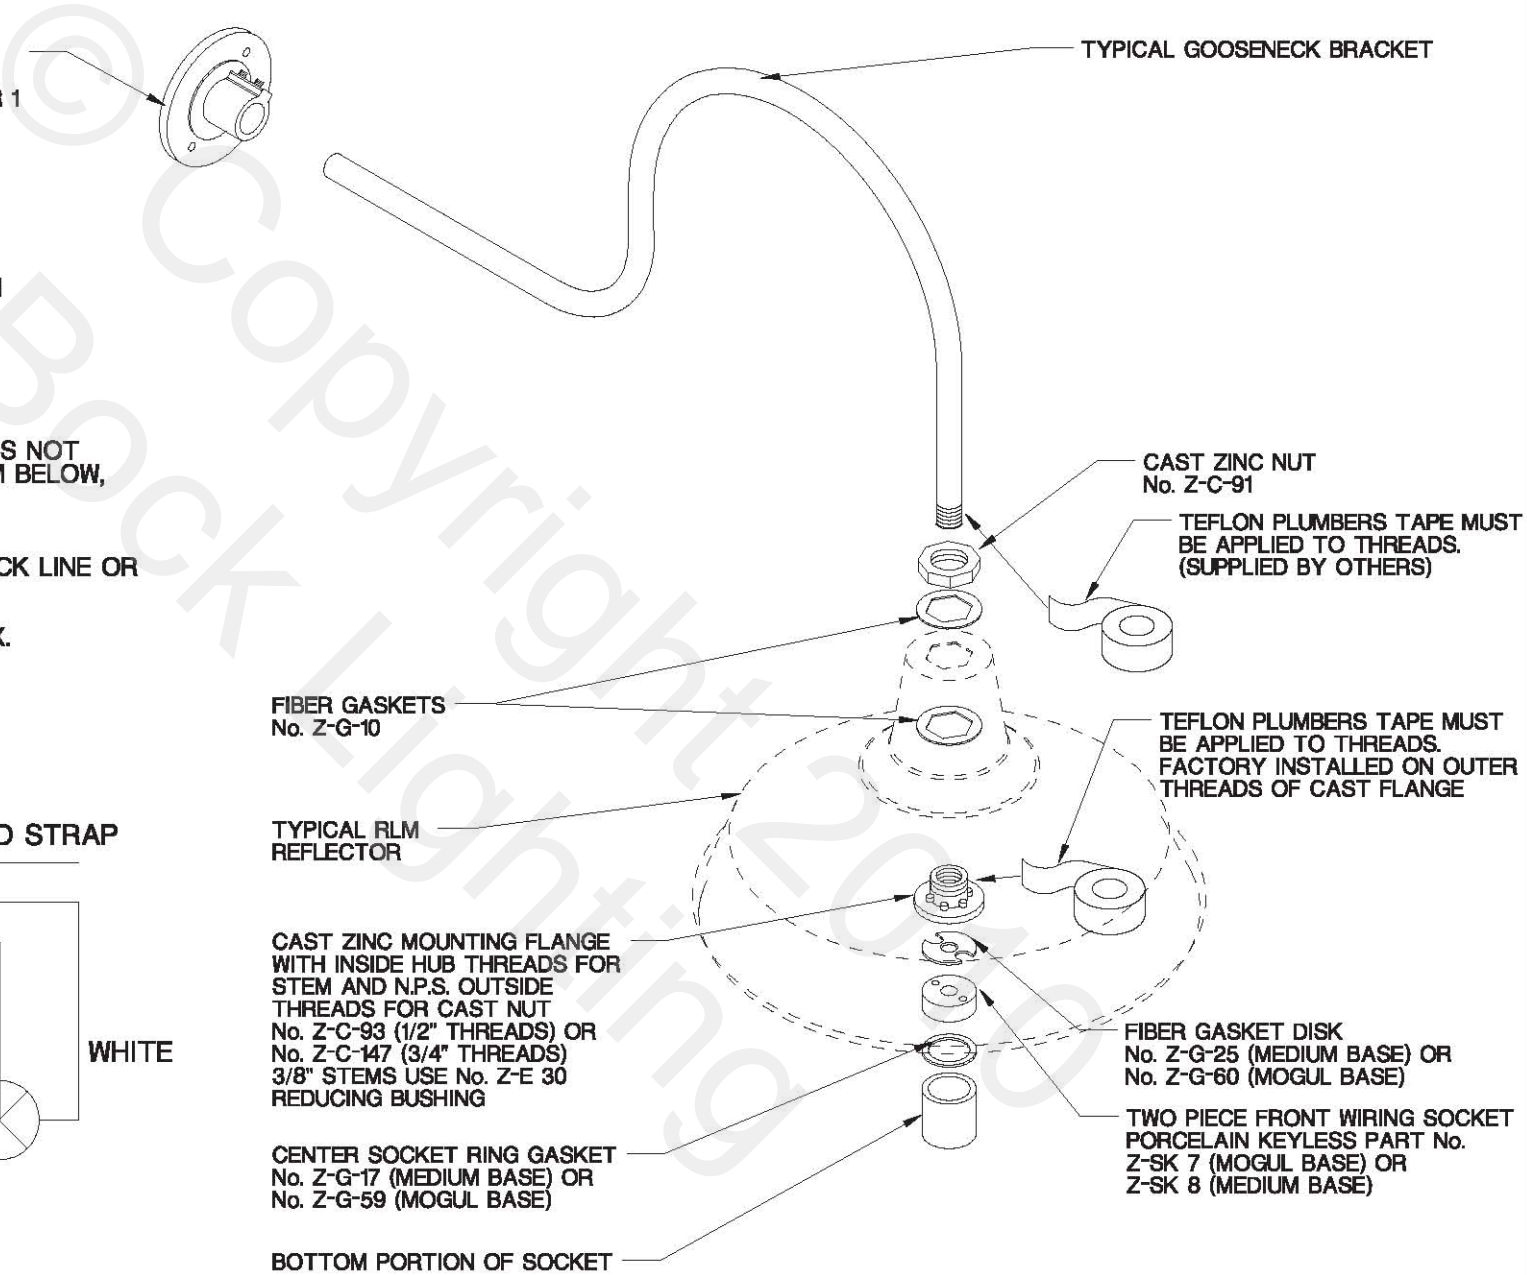 TYPICAL GOOSENECK BRACKET
R 1
S NOT
M BELOW,
CK LINE OR
X.
D STRAP
WHITE
CAST ZINC NUT
No. Z-C-91
TEFLON PLUMBERS TAPE MUST
BE APPLIED TO THREADS.
(SUPPLIED BY OTHERS)
FIBER GASKETS
No. Z-G-10
TEFLON PLUMBERS TAPE MUST
BE APPLIED TO THREADS.
FACTORY INSTALLED ON OUTER
THREADS OF CAST FLANGE
TYPICAL RLM
REFLECTOR
CAST ZINC MOUNTING FLANGE
WITH INSIDE HUB THREADS FOR
STEM AND N.P.S. OUTSIDE
THREADS FOR CAST NUT
No. Z-C-93 (1/2" THREADS) OR
No. Z-C-147 (3/4" THREADS)
3/8" STEMS USE No. Z-E 30
REDUCING BUSHING
FIBER GASKET DISK
No. Z-G-25 (MEDIUM BASE) OR
No. Z-G-60 (MOGUL BASE)
TWO PIECE FRONT WIRING SOCKET
PORCELAIN KEYLESS PART No.
Z-SK 7 (MOGUL BASE) OR
Z-SK 8 (MEDIUM BASE)
CENTER SOCKET RING GASKET
No. Z-G-17 (MEDIUM BASE) OR
No. Z-G-59 (MOGUL BASE)
BOTTOM PORTION OF SOCKET
© Copyright 2010
Bock Lighting